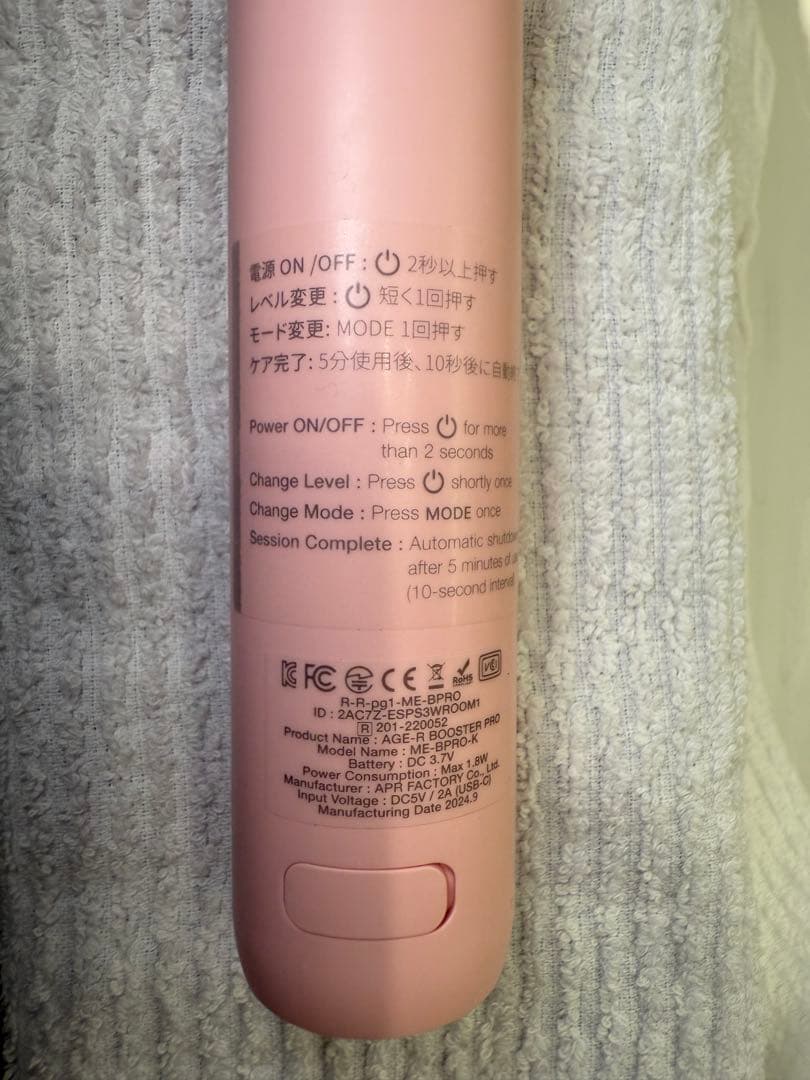 電源 ON /OFF : ⏻ 2秒以上押す
レベル変更 : ⏻ 短く1回押す
モード変更: MODE 1回押す
ケア完了: 5分使用後、10秒後に自動
Power ON/OFF : Press ⏻ for more
than 2 seconds
Change Level : Press ⏻ shortly once
Change Mode : Press MODE once
Session Complete : Automatic
after 5 minutes of
(10-second
FC CE RoHS
R-R-pg1-ME-BPRO
ID : 2AC7Z-ESPS3WROOM1
R 201-220052
Product Name : AGE-R BOOSTER PRO
Model Name : ME-BPRO-K
Battery : DC 3.7V
Power Consumption : Max 1.8W
Manufacturer : APR FACTORY Co., Ltd.
Input Voltage : DC5V / 2A (USB-C)
Manufacturing Date 2024.9